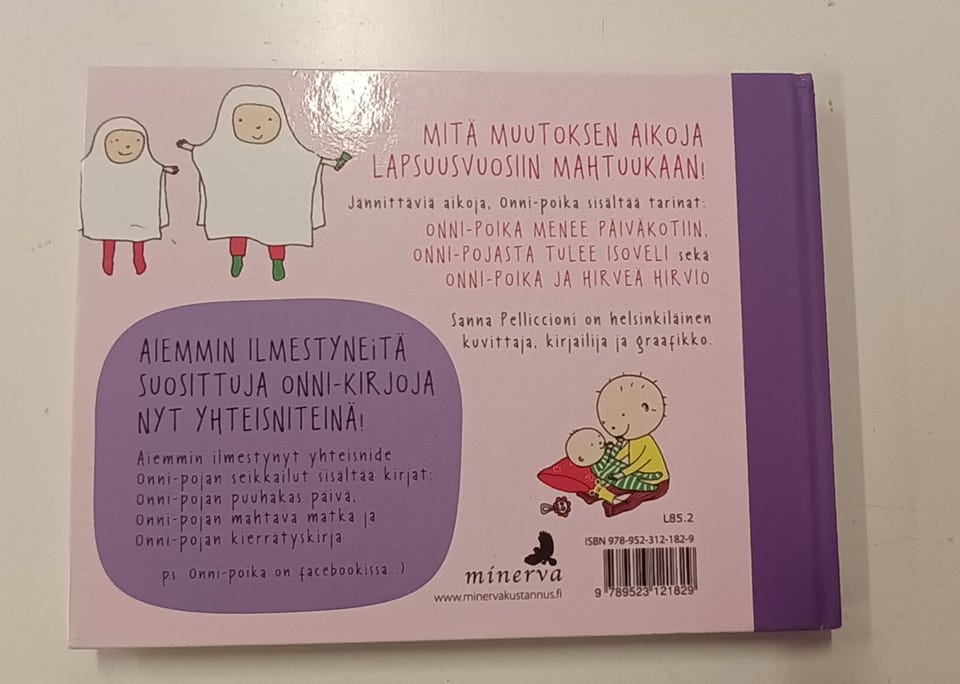 MITÄ MUUTOKSEN AIKOJA
LAPSUUSVUOSIIN MAHTUUKAAN!
Jännittäviä aikoja, Onni-poika sisältää tarinat:
ONNI-POIKA MENEE PÄIVÄKOTIIN,
ONNI-POJASTA TULEE ISOVELI sekä
ONNI-POIKA JA HIRVEÄ HIRVIÖ
Sanna Pelliccioni on helsinkiläinen
kuvittaja, kirjailija ja graafikko.
AIEMMIN ILMESTYNEITÄ
SUOSITTUJA ONNI-KIRJOJA
NYT YHTEISNITEINÄ!
Aiemmin ilmestynyt yhteisnide
Onni-pojan seikkailut sisältää kirjat:
Onni-pojan puuhakas päivä,
Onni-pojan mahtava matka ja
Onni-pojan kierrätyskirja
ps. Onni-poika on facebookissa :)
minerva
www.minervakustannus.fi
L85.2
ISBN 978-952-312-182-9
9 789523 121829